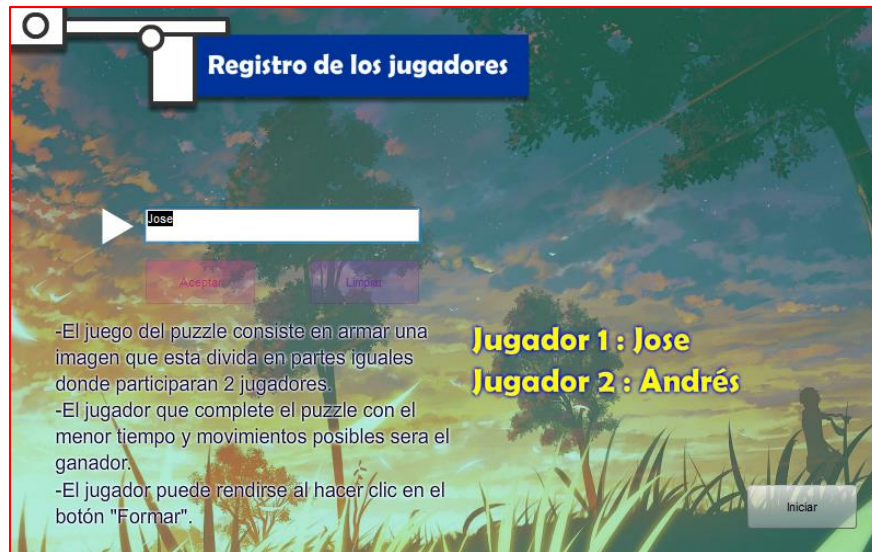 Registro de los jugadores
Jose
Aceptar
Limpiar
-El juego del puzzle consiste en armar una
imagen que esta divida en partes iguales
donde participaran 2 jugadores.
-El jugador que complete el puzzle con el
menor tiempo y movimientos posibles sera el
ganador.
-El jugador puede rendirse al hacer clic en el
botón "Formar".
Jugador 1 : Jose
Jugador 2 : Andrés
Iniciar